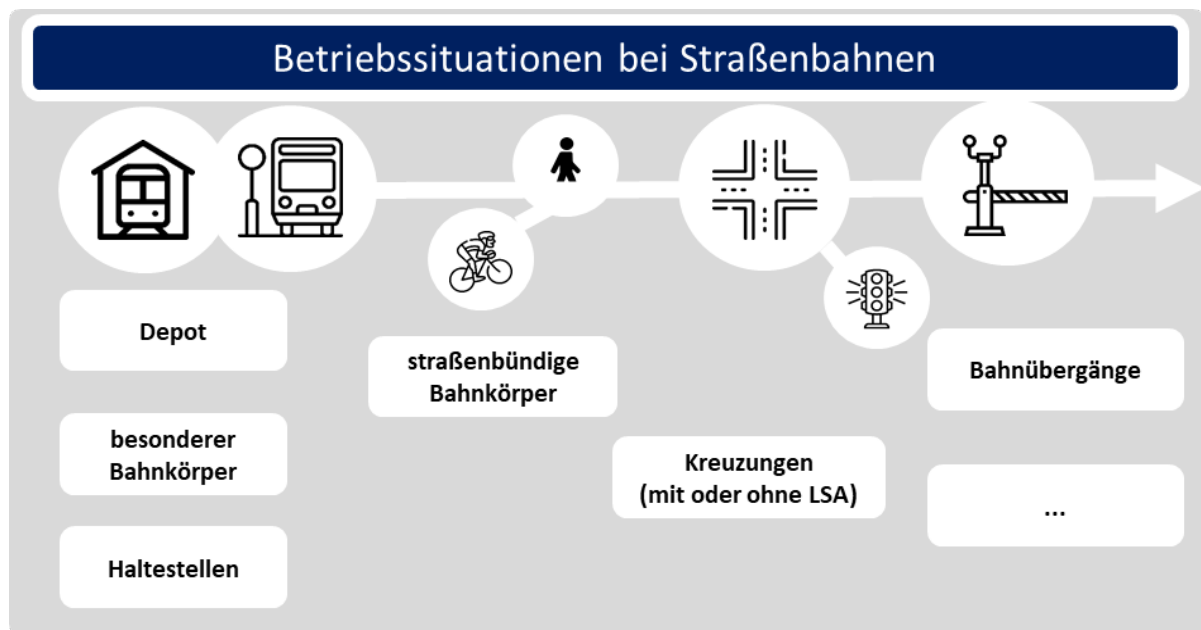 Betriebssituationen bei Straßenbahnen
Depot
besonderer
Bahnkörper
Haltestellen
straßenbündige
Bahnkörper
Kreuzungen
(mit oder ohne LSA)
Bahnübergänge
...